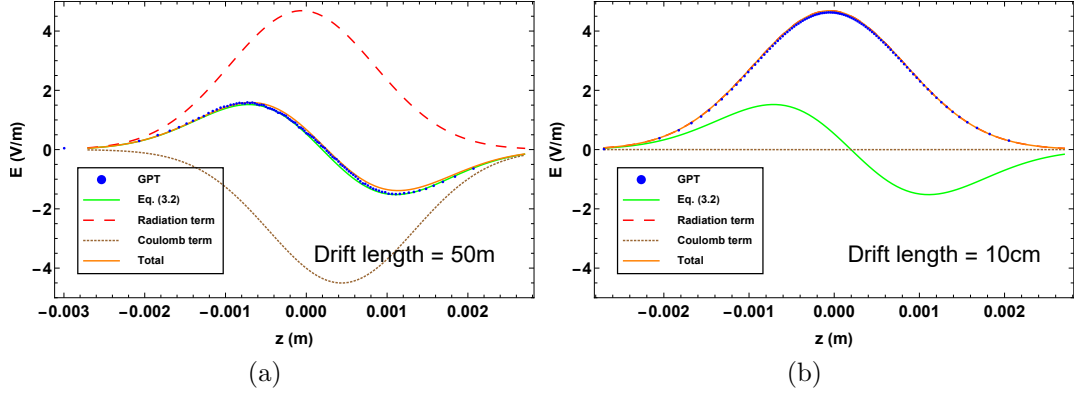 E (V/m)
4
2
0
−2
−4
GPT
Eq. (3.2)
Radiation term
Coulomb term
Total
Drift length = 50m
−0.003 −0.002 −0.001 0.000 0.001 0.002
z (m)
(a)
E (V/m)
4
2
0
−2
−4
GPT
Eq. (3.2)
Radiation term
Coulomb term
Total
Drift length = 10cm
−0.002 −0.001 0.000 0.001 0.002
z (m)
(b)